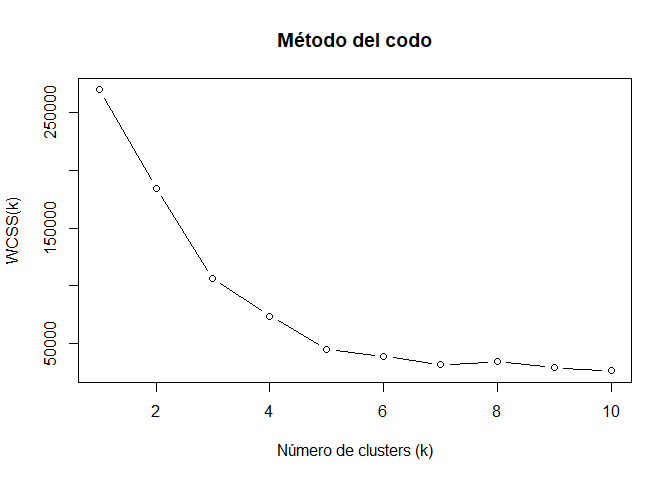 Método del codo
WCSS(k)
250000
150000
50000
2 4 6 8 10
Número de clusters (k)